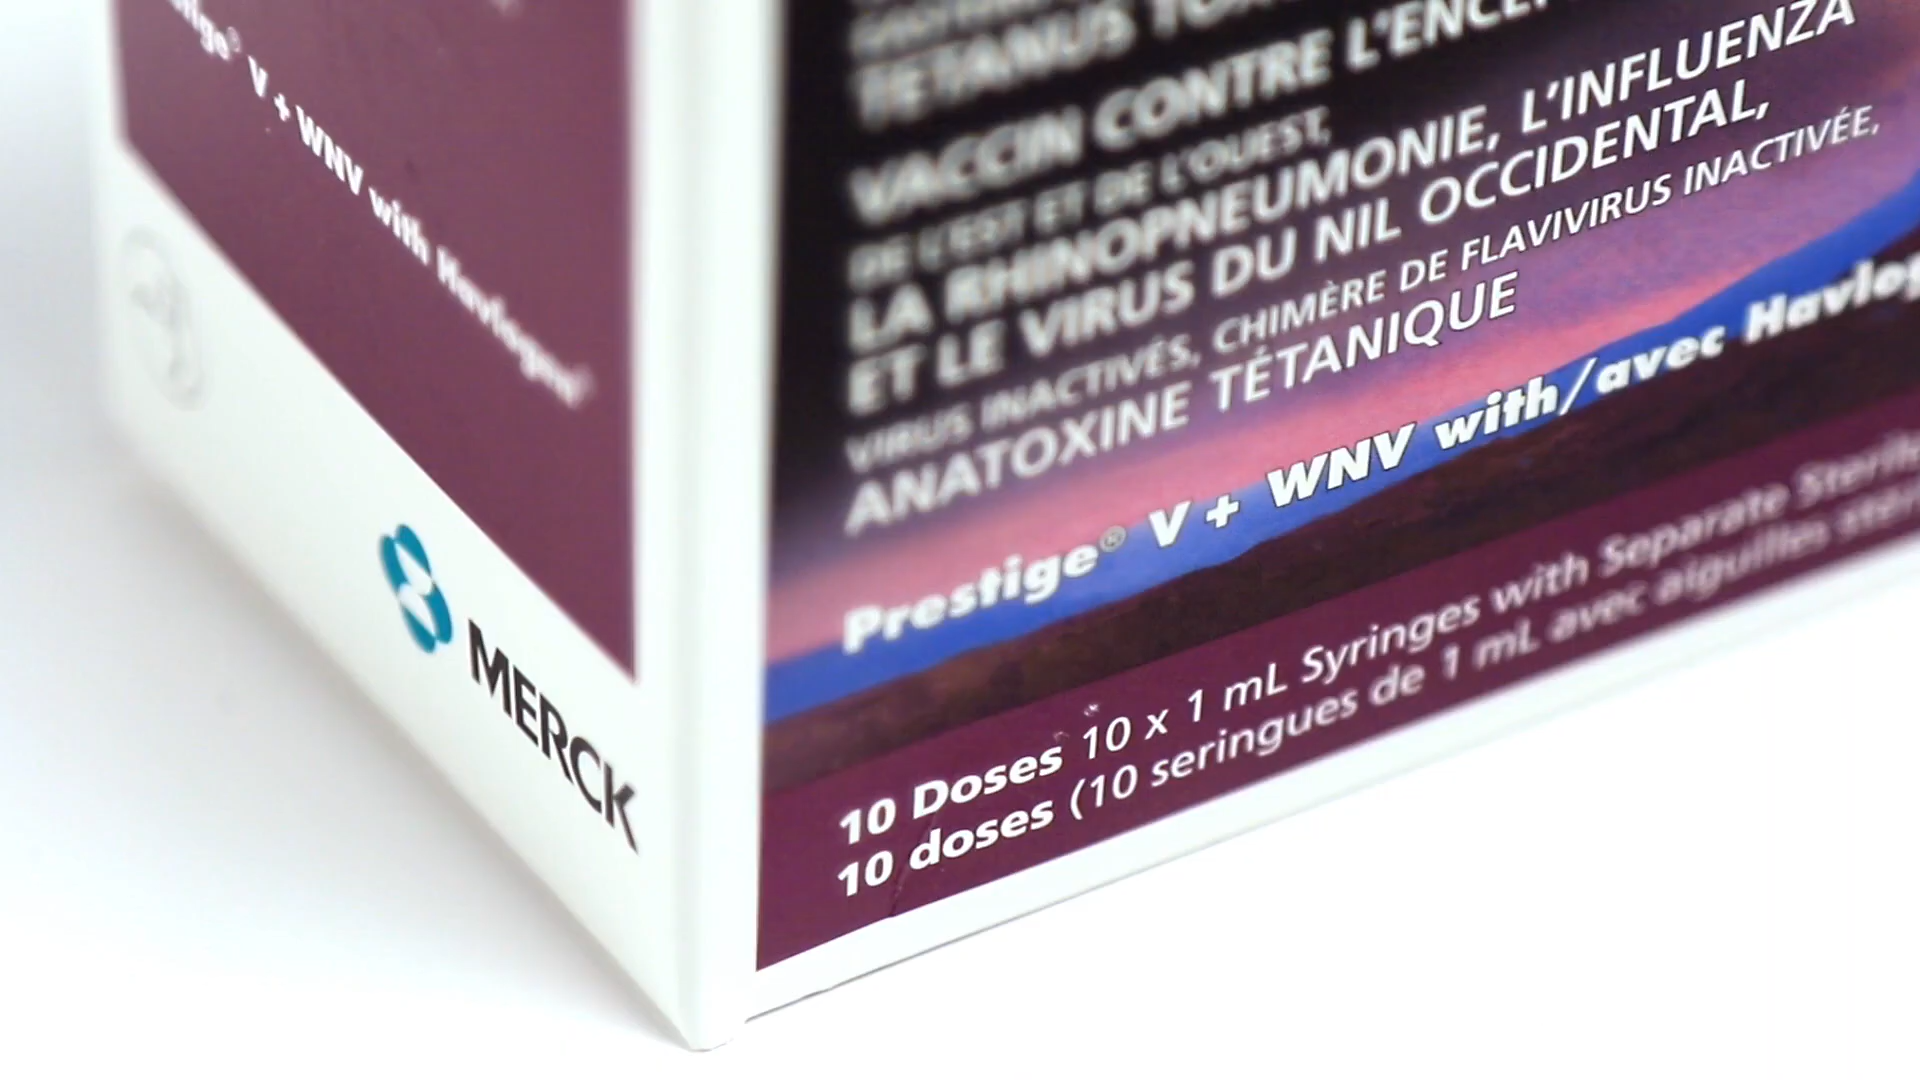 Prestige® V + WNV with Havlogen®
MERCK
TETANUS
VACCIN CONTRE
DE L'EST ET DE L'OUEST,
LA RHINOPNEUMONIE, L'INFLUENZA
ET LE VIRUS DU NIL OCCIDENTAL,
VIRUS INACTIVÉS, CHIMÈRE DE FLAVIVIRUS INACTIVÉE,
ANATOXINE TÉTANIQUE
Prestige® V + WNV with/avec
10 Doses 10 x 1 mL Syringes with Separate
10 doses (10 seringues de 1 mL avec aiguilles